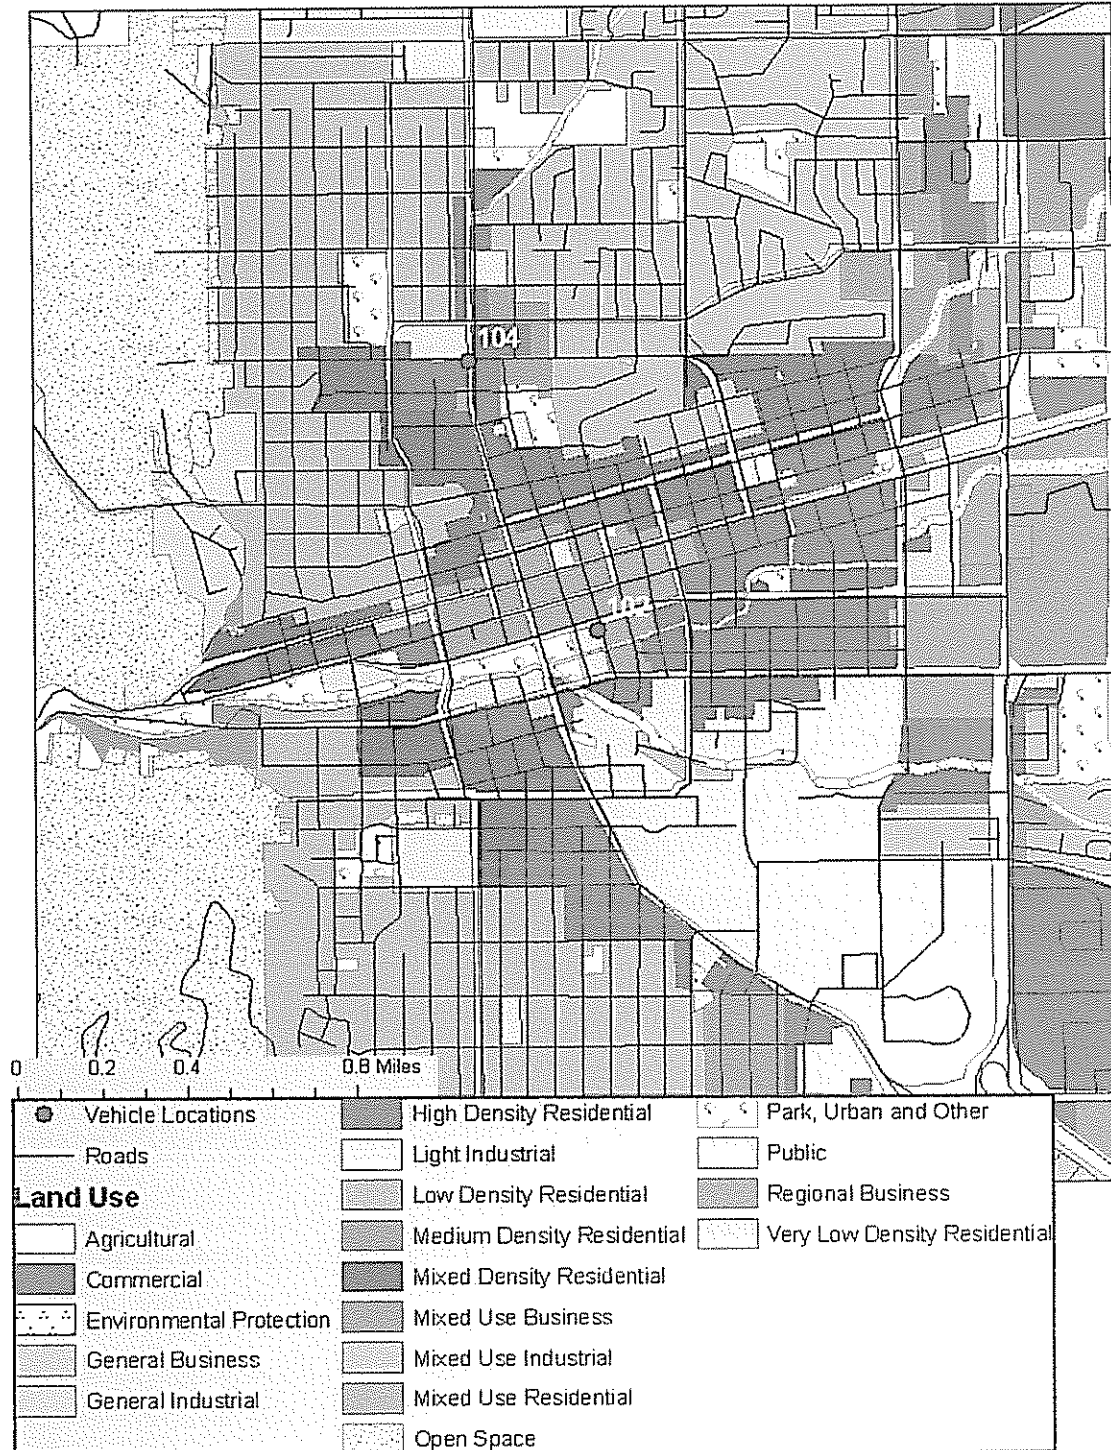 104
102
0 0.2 0.4 0.8 Miles
Vehicle Locations
Roads
Land Use
Agricultural
Commercial
Environmental Protection
General Business
General Industrial
High Density Residential
Light Industrial
Low Density Residential
Medium Density Residential
Mixed Density Residential
Mixed Use Business
Mixed Use Industrial
Mixed Use Residential
Open Space
Park, Urban and Other
Public
Regional Business
Very Low Density Residential